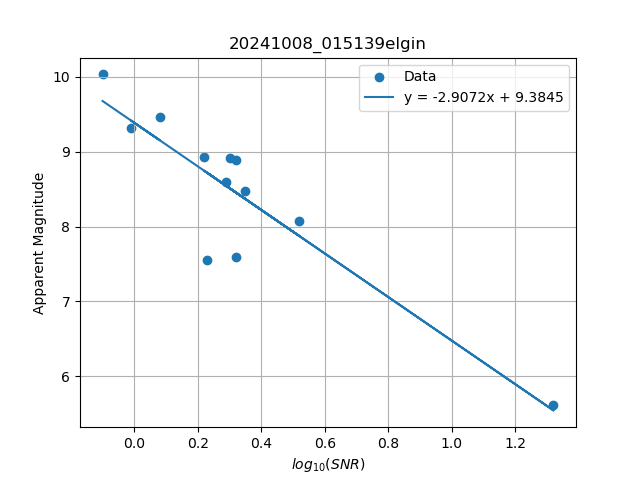 20241008_015139elgin
Data
y = -2.9072x + 9.3845
Apparent Magnitude
10
9
8
7
6
0.0 0.2 0.4 0.6 0.8 1.0 1.2
log10(SNR)